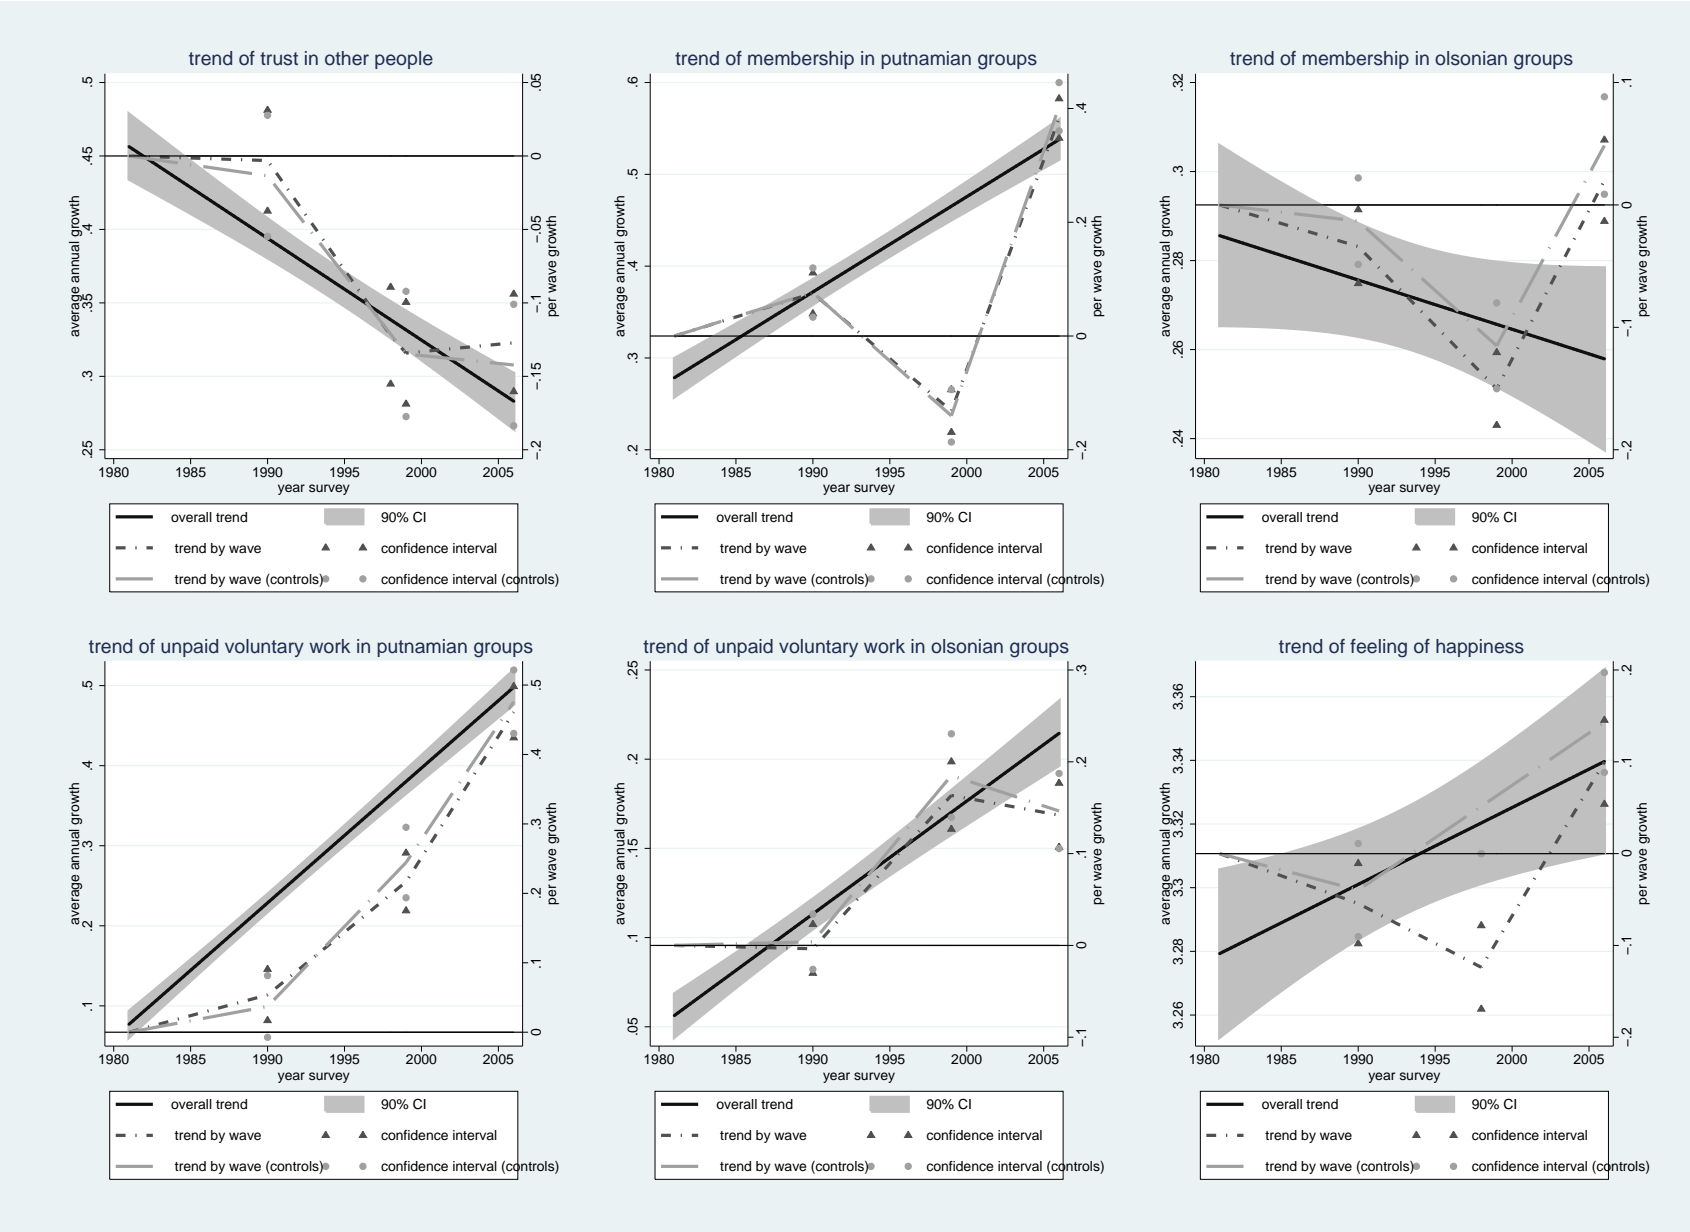 trend of trust in other people
.25 .3 .35 .4 .45 .5
average annual growth
−.2 −.15 −.1 −.05 0 .05
per wave growth
1980 1985 1990 1995 2000 2005
year survey
overall trend 90% CI
trend by wave confidence interval
trend by wave (controls) confidence interval (controls)
trend of membership in putnamian groups
.2 .3 .4 .5 .6
average annual growth
−.2 0 .2 .4
per wave growth
1980 1985 1990 1995 2000 2005
year survey
overall trend 90% CI
trend by wave confidence interval
trend by wave (controls) confidence interval (controls)
trend of membership in olsonian groups
.24 .26 .28 .3 .32
average annual growth
−.2 −.1 0 .1
per wave growth
1980 1985 1990 1995 2000 2005
year survey
overall trend 90% CI
trend by wave confidence interval
trend by wave (controls) confidence interval (controls)
trend of unpaid voluntary work in putnamian groups
.1 .2 .3 .4 .5
average annual growth
0 .1 .2 .3 .4 .5
per wave growth
1980 1985 1990 1995 2000 2005
year survey
overall trend 90% CI
trend by wave confidence interval
trend by wave (controls) confidence interval (controls)
trend of unpaid voluntary work in olsonian groups
.05 .1 .15 .2 .25
average annual growth
−.1 0 .1 .2 .3
per wave growth
1980 1985 1990 1995 2000 2005
year survey
overall trend 90% CI
trend by wave confidence interval
trend by wave (controls) confidence interval (controls)
trend of feeling of happiness
3.26 3.28 3.3 3.32 3.34 3.36
average annual growth
−.2 −.1 0 .1 .2
per wave growth
1980 1985 1990 1995 2000 2005
year survey
overall trend 90% CI
trend by wave confidence interval
trend by wave (controls) confidence interval (controls)